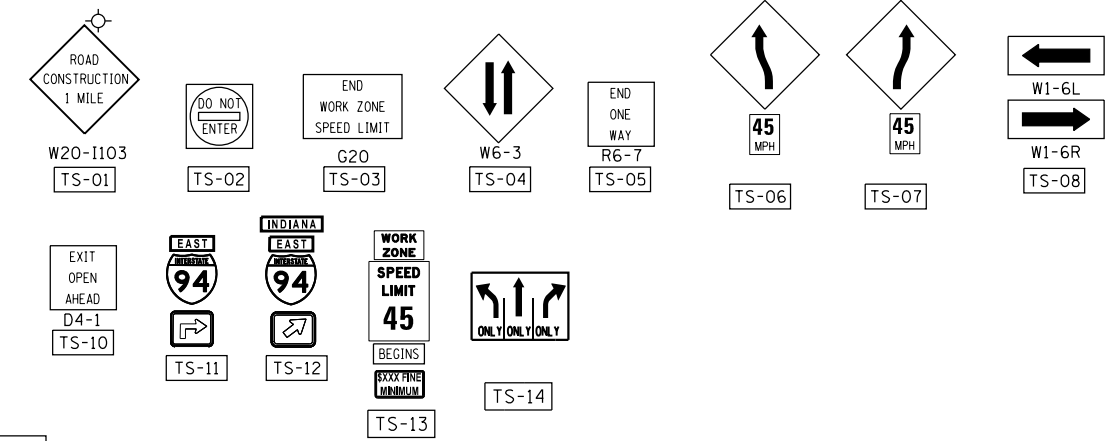 ROAD
CONSTRUCTION
1 MILE
W20-I103
TS-01
DO NOT
ENTER
TS-02
END
WORK ZONE
SPEED LIMIT
G20
TS-03
W6-3
TS-04
END
ONE
WAY
R6-7
TS-05
45
MPH
TS-06
45
MPH
TS-07
W1-6L
W1-6R
TS-08
EXIT
OPEN
AHEAD
D4-1
TS-10
EAST
INTERSTATE
94
TS-11
INDIANA
EAST
INTERSTATE
94
TS-12
WORK
ZONE
SPEED
LIMIT
45
BEGINS
$XXX FINE
MINIMUM
TS-13
ONLY ONLY ONLY
TS-14